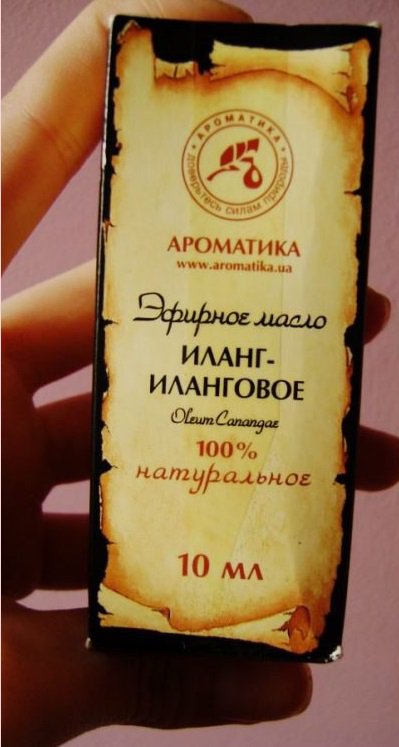 АРОМАТИКА
доверьтесь силам природы
АРОМАТИКА
www.aromatika.ua
Эфирное масло
ИЛАНГ-
ИЛАНГОВОЕ
Oleum Canangae
100%
натуральное
10 мл